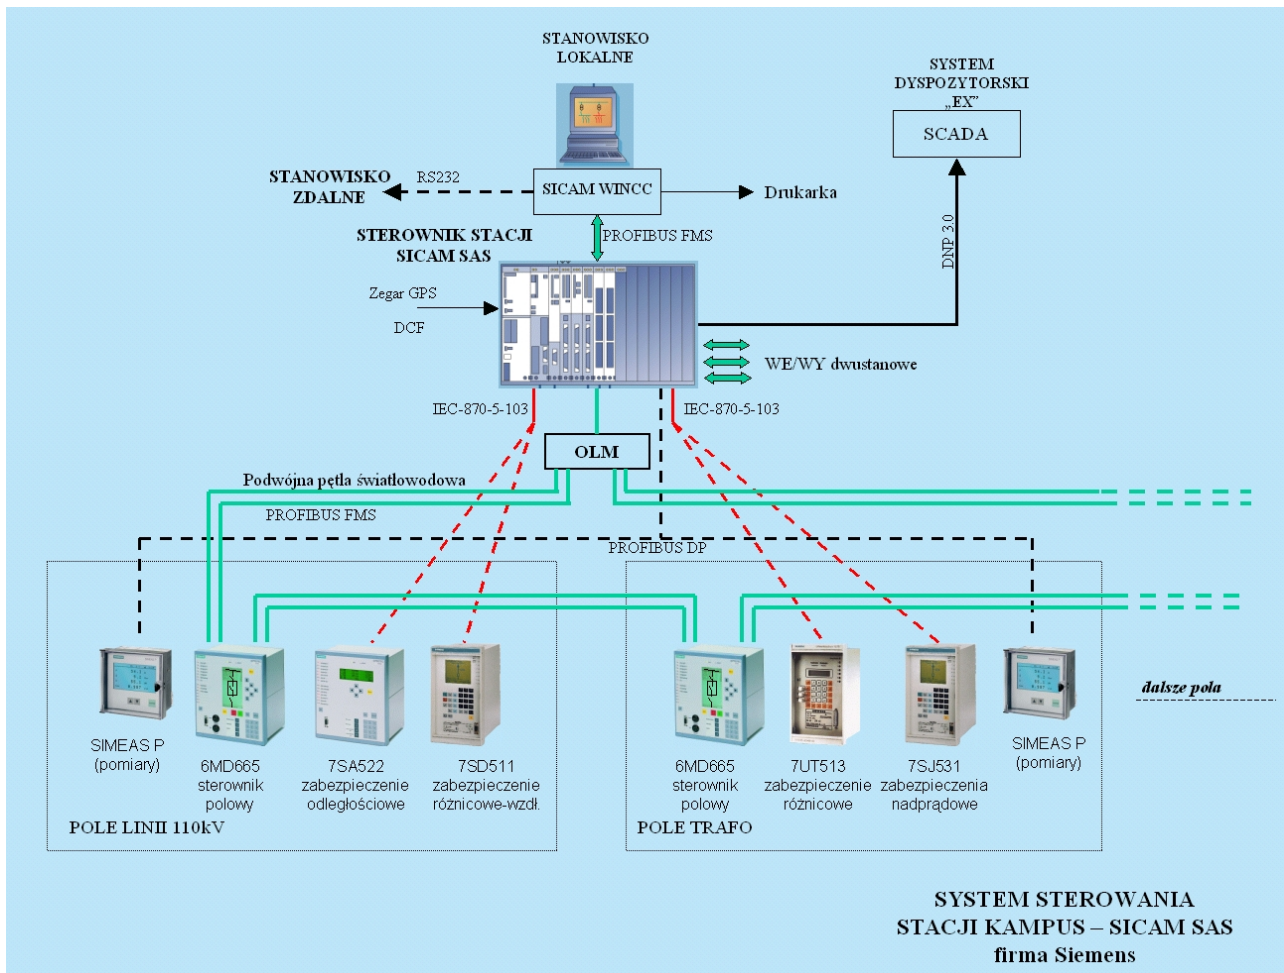 STANOWISKO
LOKALNE
SYSTEM
DYSPOZYTORSKI
„EX”
SCADA
STANOWISKO
ZDALNE
RS232
SICAM WINCC
Drukarka
STEROWNIK STACJI
SICAM SAS
PROFIBUS FMS
DNP 3.0
Zegar GPS
DCF
WE/WY dwustanowe
IEC-870-5-103
IEC-870-5-103
OLM
Podwójna pętla światłowodowa
PROFIBUS FMS
PROFIBUS DP
dalsze pola
SIMEAS P
(pomiary)
6MD665
sterownik
polowy
7SA522
zabezpieczenie
odległościowe
7SD511
zabezpieczenie
różnicowe-wzdł.
POLE LINII 110kV
6MD665
sterownik
polowy
7UT513
zabezpieczenie
różnicowe
7SJ531
zabezpieczenia
nadprądowe
SIMEAS P
(pomiary)
POLE TRAFO
SYSTEM STEROWANIA
STACJI KAMPUS – SICAM SAS
firma Siemens